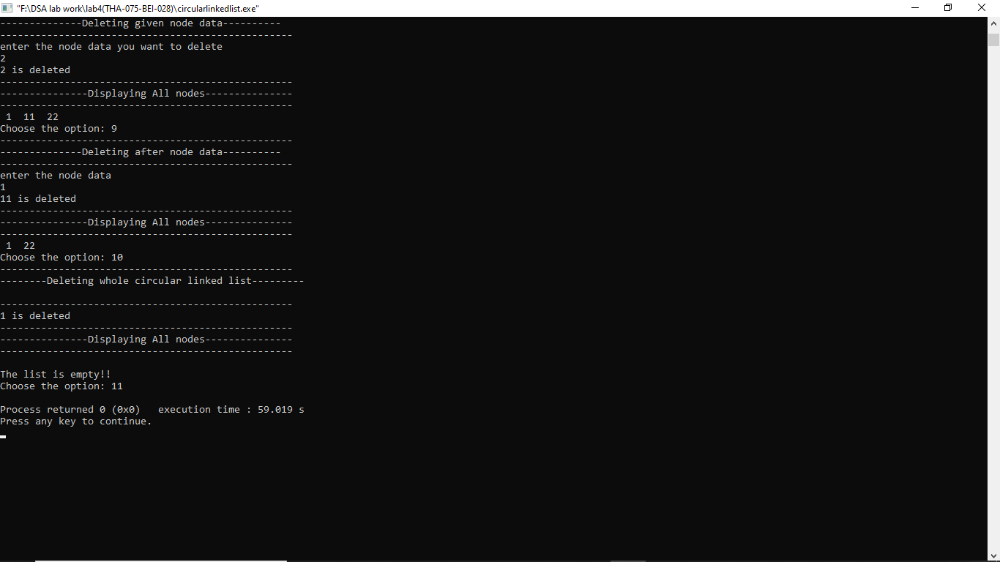 "F:\DSA lab work\lab4(THA-075-BEI-028)\circularlinkedlist.exe"
--------------Deleting given node data----------
--------------------------------------------------
enter the node data you want to delete
2
2 is deleted
--------------------------------------------------
---------------Displaying All nodes---------------
--------------------------------------------------
 1  11  22
Choose the option: 9
--------------------------------------------------
--------------Deleting after node data----------
--------------------------------------------------
enter the node data
1
11 is deleted
--------------------------------------------------
---------------Displaying All nodes---------------
--------------------------------------------------
 1  22
Choose the option: 10
--------------------------------------------------
--------Deleting whole circular linked list---------
--------------------------------------------------
1 is deleted
--------------------------------------------------
---------------Displaying All nodes---------------
--------------------------------------------------
The list is empty!!
Choose the option: 11
Process returned 0 (0x0)   execution time : 59.019 s
Press any key to continue.